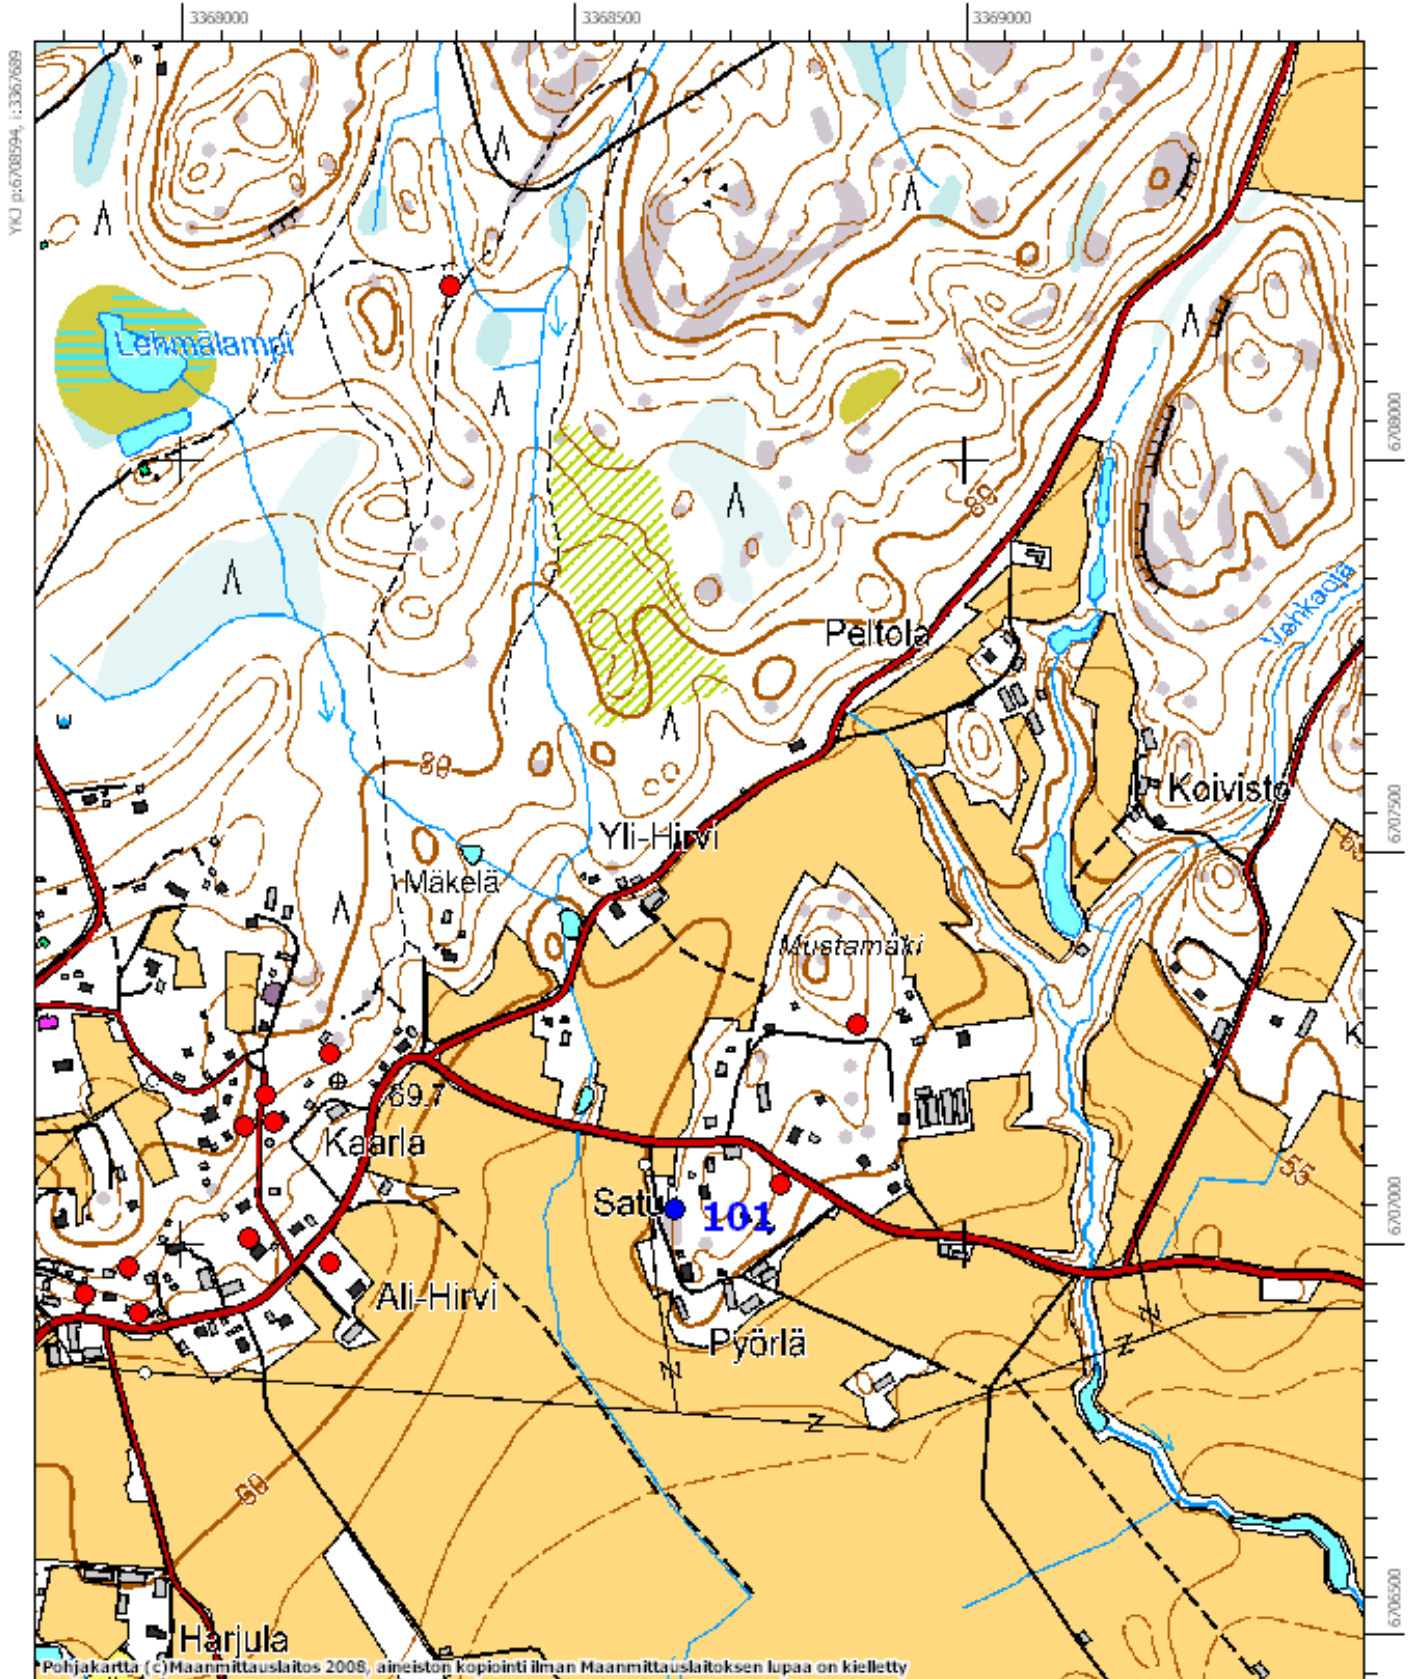 3368000
3368500
3369000
YKJ p:6708594, i:3367689
Lehmälampi
6708000
80
Vehkaoja
Peltola
80
Koivisto
6707500
Yli-Hirvi
Mäkelä
Mustamäki
69.7
Kaarla
55
Satu
101
6707000
Ali-Hirvi
Pyörlä
60
6706500
Harjula
Pohjakartta (c) Maanmittauslaitos 2008, aineiston kopiointi ilman Maanmittauslaitoksen lupaa on kielletty